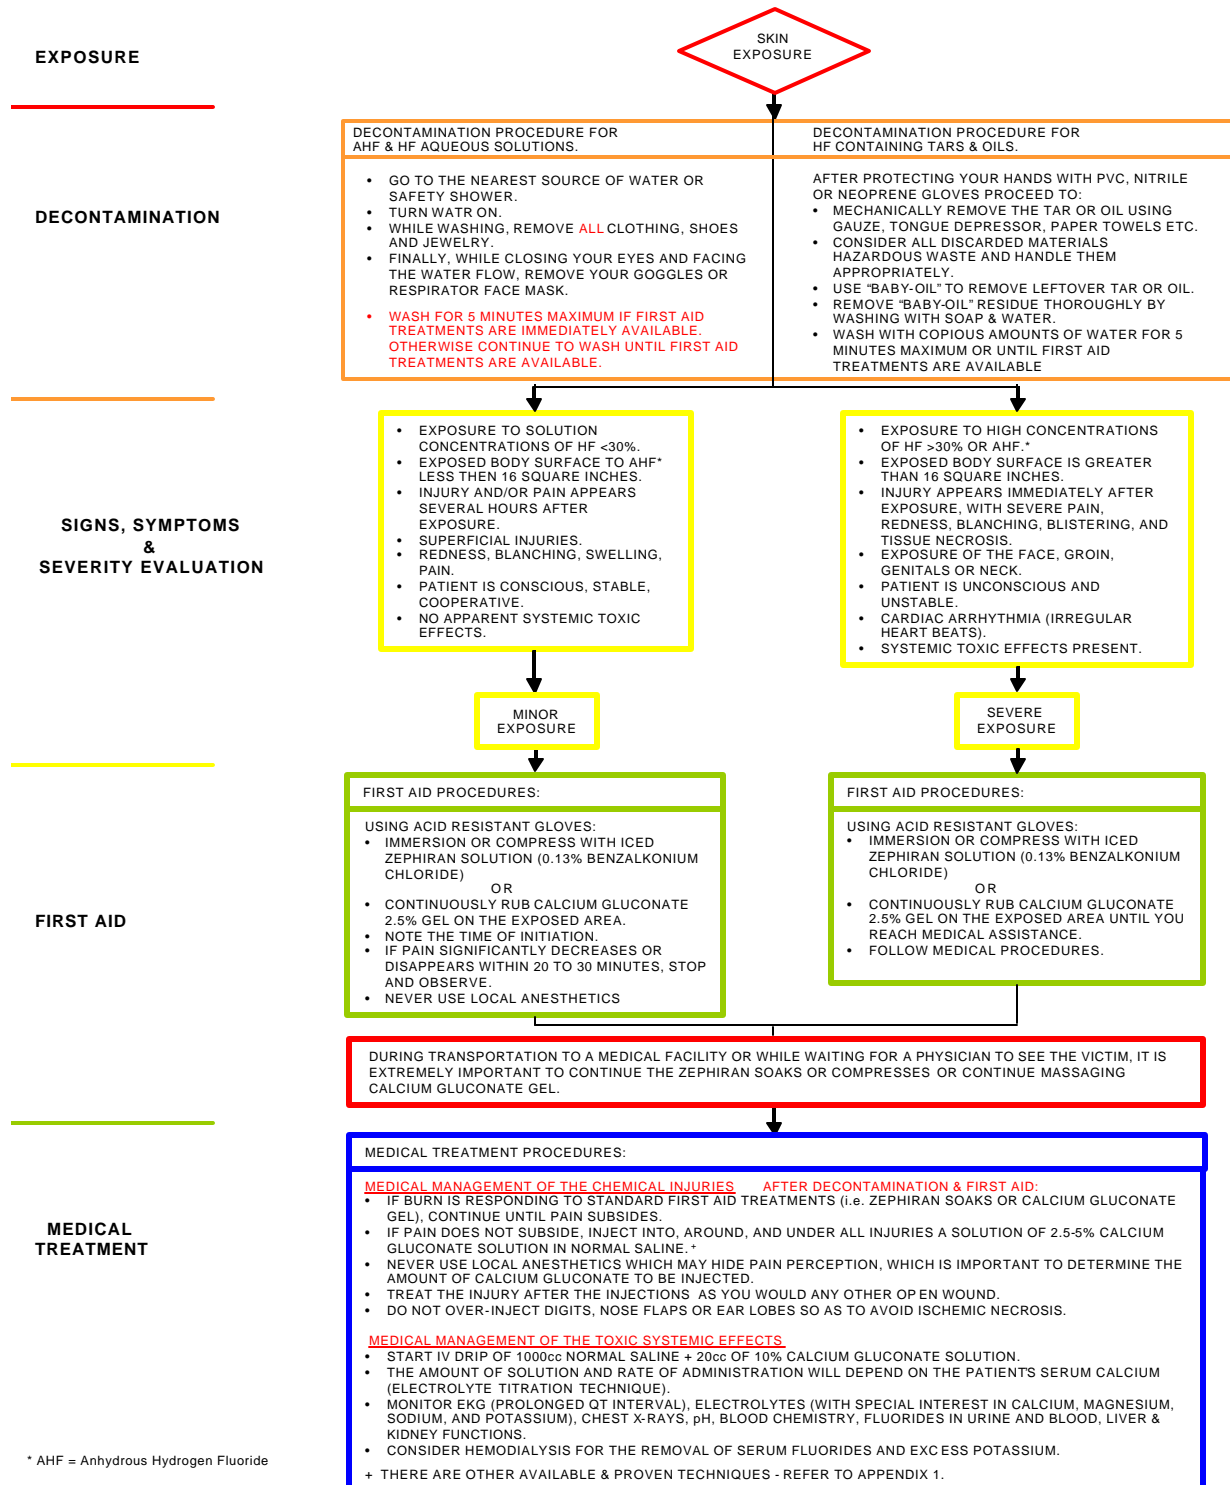 EXPOSURE
SKIN
EXPOSURE
DECONTAMINATION
DECONTAMINATION PROCEDURE FOR
AHF & HF AQUEOUS SOLUTIONS.
• GO TO THE NEAREST SOURCE OF WATER OR
SAFETY SHOWER.
• TURN WATR ON.
• WHILE WASHING, REMOVE ALL CLOTHING, SHOES
AND JEWELRY.
• FINALLY, WHILE CLOSING YOUR EYES AND FACING
THE WATER FLOW, REMOVE YOUR GOGGLES OR
RESPIRATOR FACE MASK.
• WASH FOR 5 MINUTES MAXIMUM IF FIRST AID
TREATMENTS ARE IMMEDIATELY AVAILABLE.
OTHERWISE CONTINUE TO WASH UNTIL FIRST AID
TREATMENTS ARE AVAILABLE.
DECONTAMINATION PROCEDURE FOR
HF CONTAINING TARS & OILS.
AFTER PROTECTING YOUR HANDS WITH PVC, NITRILE
OR NEOPRENE GLOVES PROCEED TO:
• MECHANICALLY REMOVE THE TAR OR OIL USING
GAUZE, TONGUE DEPRESSOR, PAPER TOWELS ETC.
• CONSIDER ALL DISCARDED MATERIALS
HAZARDOUS WASTE AND HANDLE THEM
APPROPRIATELY.
• USE “BABY-OIL” TO REMOVE LEFTOVER TAR OR OIL.
• REMOVE “BABY-OIL” RESIDUE THOROUGHLY BY
WASHING WITH SOAP & WATER.
• WASH WITH COPIOUS AMOUNTS OF WATER FOR 5
MINUTES MAXIMUM OR UNTIL FIRST AID
TREATMENTS ARE AVAILABLE
SIGNS, SYMPTOMS
&
SEVERITY EVALUATION
• EXPOSURE TO SOLUTION
CONCENTRATIONS OF HF <30%.
• EXPOSED BODY SURFACE TO AHF*
LESS THEN 16 SQUARE INCHES.
• INJURY AND/OR PAIN APPEARS
SEVERAL HOURS AFTER
EXPOSURE.
• SUPERFICIAL INJURIES.
• REDNESS, BLANCHING, SWELLING,
PAIN.
• PATIENT IS CONSCIOUS, STABLE,
COOPERATIVE.
• NO APPARENT SYSTEMIC TOXIC
EFFECTS.
• EXPOSURE TO HIGH CONCENTRATIONS
OF HF >30% OR AHF.*
• EXPOSED BODY SURFACE IS GREATER
THAN 16 SQUARE INCHES.
• INJURY APPEARS IMMEDIATELY AFTER
EXPOSURE, WITH SEVERE PAIN,
REDNESS, BLANCHING, BLISTERING, AND
TISSUE NECROSIS.
• EXPOSURE OF THE FACE, GROIN,
GENITALS OR NECK.
• PATIENT IS UNCONSCIOUS AND
UNSTABLE.
• CARDIAC ARRHYTHMIA (IRREGULAR
HEART BEATS).
• SYSTEMIC TOXIC EFFECTS PRESENT.
MINOR
EXPOSURE
SEVERE
EXPOSURE
FIRST AID
FIRST AID PROCEDURES:
USING ACID RESISTANT GLOVES:
• IMMERSION OR COMPRESS WITH ICED
ZEPHIRAN SOLUTION (0.13% BENZALKONIUM
CHLORIDE)
OR
• CONTINUOUSLY RUB CALCIUM GLUCONATE
2.5% GEL ON THE EXPOSED AREA.
• NOTE THE TIME OF INITIATION.
• IF PAIN SIGNIFICANTLY DECREASES OR
DISAPPEARS WITHIN 20 TO 30 MINUTES, STOP
AND OBSERVE.
• NEVER USE LOCAL ANESTHETICS
FIRST AID PROCEDURES:
USING ACID RESISTANT GLOVES:
• IMMERSION OR COMPRESS WITH ICED
ZEPHIRAN SOLUTION (0.13% BENZALKONIUM
CHLORIDE)
OR
• CONTINUOUSLY RUB CALCIUM GLUCONATE
2.5% GEL ON THE EXPOSED AREA UNTIL YOU
REACH MEDICAL ASSISTANCE.
• FOLLOW MEDICAL PROCEDURES.
DURING TRANSPORTATION TO A MEDICAL FACILITY OR WHILE WAITING FOR A PHYSICIAN TO SEE THE VICTIM, IT IS
EXTREMELY IMPORTANT TO CONTINUE THE ZEPHIRAN SOAKS OR COMPRESSES OR CONTINUE MASSAGING
CALCIUM GLUCONATE GEL.
MEDICAL
TREATMENT
MEDICAL TREATMENT PROCEDURES:
MEDICAL MANAGEMENT OF THE CHEMICAL INJURIES AFTER DECONTAMINATION & FIRST AID:
• IF BURN IS RESPONDING TO STANDARD FIRST AID TREATMENTS (i.e. ZEPHIRAN SOAKS OR CALCIUM GLUCONATE
GEL), CONTINUE UNTIL PAIN SUBSIDES.
• IF PAIN DOES NOT SUBSIDE, INJECT INTO, AROUND, AND UNDER ALL INJURIES A SOLUTION OF 2.5-5% CALCIUM
GLUCONATE SOLUTION IN NORMAL SALINE. +
• NEVER USE LOCAL ANESTHETICS WHICH MAY HIDE PAIN PERCEPTION, WHICH IS IMPORTANT TO DETERMINE THE
AMOUNT OF CALCIUM GLUCONATE TO BE INJECTED.
• TREAT THE INJURY AFTER THE INJECTIONS AS YOU WOULD ANY OTHER OPEN WOUND.
• DO NOT OVER-INJECT DIGITS, NOSE FLAPS OR EAR LOBES SO AS TO AVOID ISCHEMIC NECROSIS.
MEDICAL MANAGEMENT OF THE TOXIC SYSTEMIC EFFECTS
• START IV DRIP OF 1000cc NORMAL SALINE + 20cc OF 10% CALCIUM GLUCONATE SOLUTION.
• THE AMOUNT OF SOLUTION AND RATE OF ADMINISTRATION WILL DEPEND ON THE PATIENT'S SERUM CALCIUM
(ELECTROLYTE TITRATION TECHNIQUE).
• MONITOR EKG (PROLONGED QT INTERVAL), ELECTROLYTES (WITH SPECIAL INTEREST IN CALCIUM, MAGNESIUM,
SODIUM, AND POTASSIUM), CHEST X-RAYS, pH, BLOOD CHEMISTRY, FLUORIDES IN URINE AND BLOOD, LIVER &
KIDNEY FUNCTIONS.
• CONSIDER HEMODIALYSIS FOR THE REMOVAL OF SERUM FLUORIDES AND EXCESS POTASSIUM.
+ THERE ARE OTHER AVAILABLE & PROVEN TECHNIQUES - REFER TO APPENDIX 1.
* AHF = Anhydrous Hydrogen Fluoride